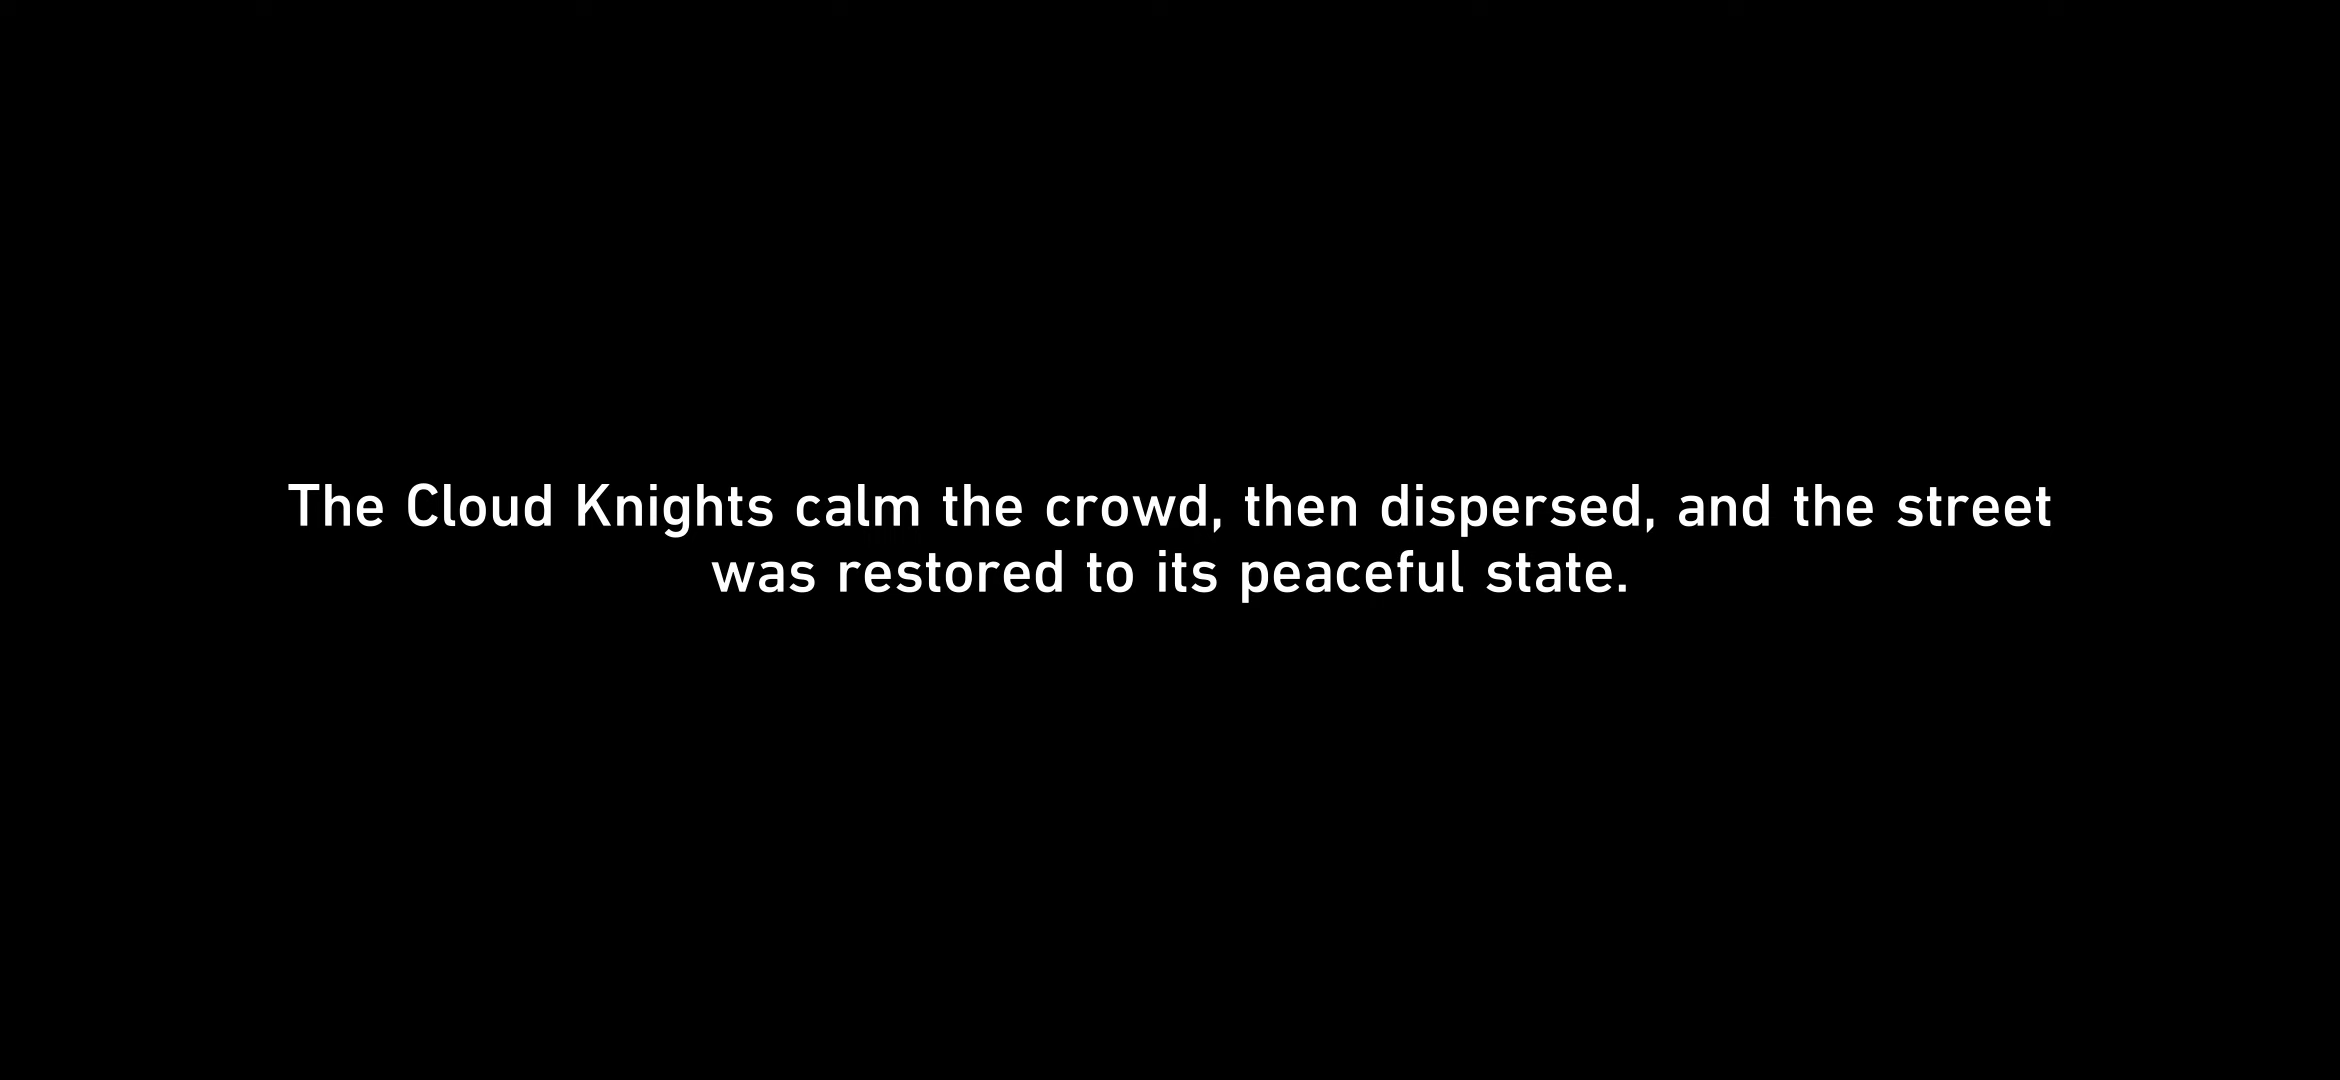 The Cloud Knights calm the crowd, then dispersed, and the street
was restored to its peaceful state.